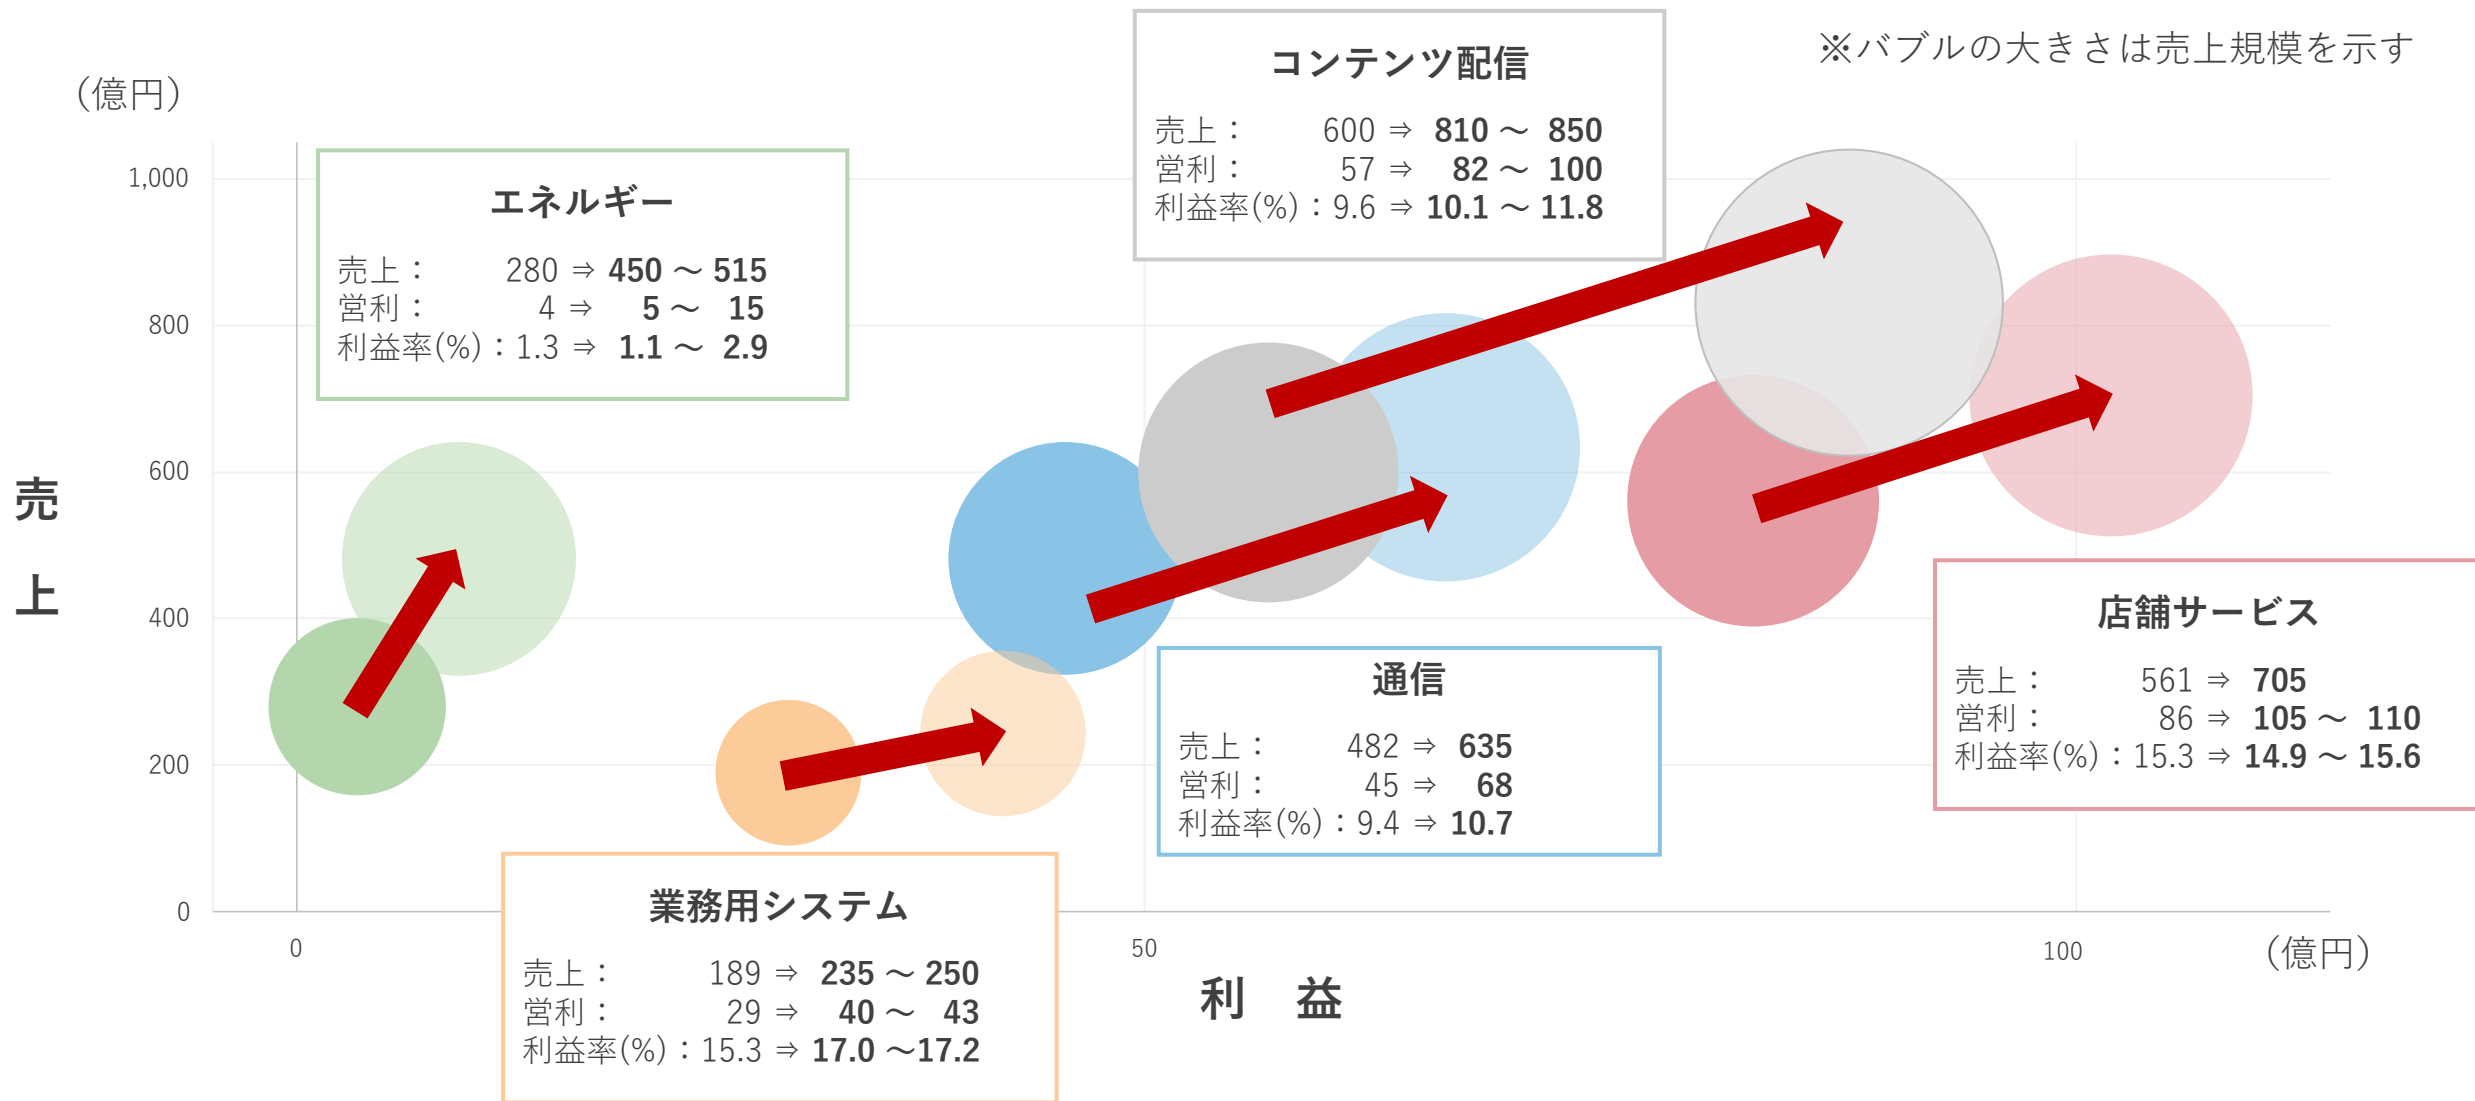 ※バブルの大きさは売上規模を示す
（億円）
1,000
800
600
400
200
0
売上
エネルギー
売上： 280 ⇒ 450 ～ 515
営利： 4 ⇒ 5 ～ 15
利益率(%)：1.3 ⇒ 1.1 ～ 2.9
コンテンツ配信
売上： 600 ⇒ 810 ～ 850
営利： 57 ⇒ 82 ～ 100
利益率(%)：9.6 ⇒ 10.1 ～ 11.8
店舗サービス
売上： 561 ⇒ 705
営利： 86 ⇒ 105 ～ 110
利益率(%)：15.3 ⇒ 14.9 ～ 15.6
通信
売上： 482 ⇒ 635
営利： 45 ⇒ 68
利益率(%)：9.4 ⇒ 10.7
業務用システム
売上： 189 ⇒ 235 ～ 250
営利： 29 ⇒ 40 ～ 43
利益率(%)：15.3 ⇒ 17.0 ～17.2
0
50
100
（億円）
利 益